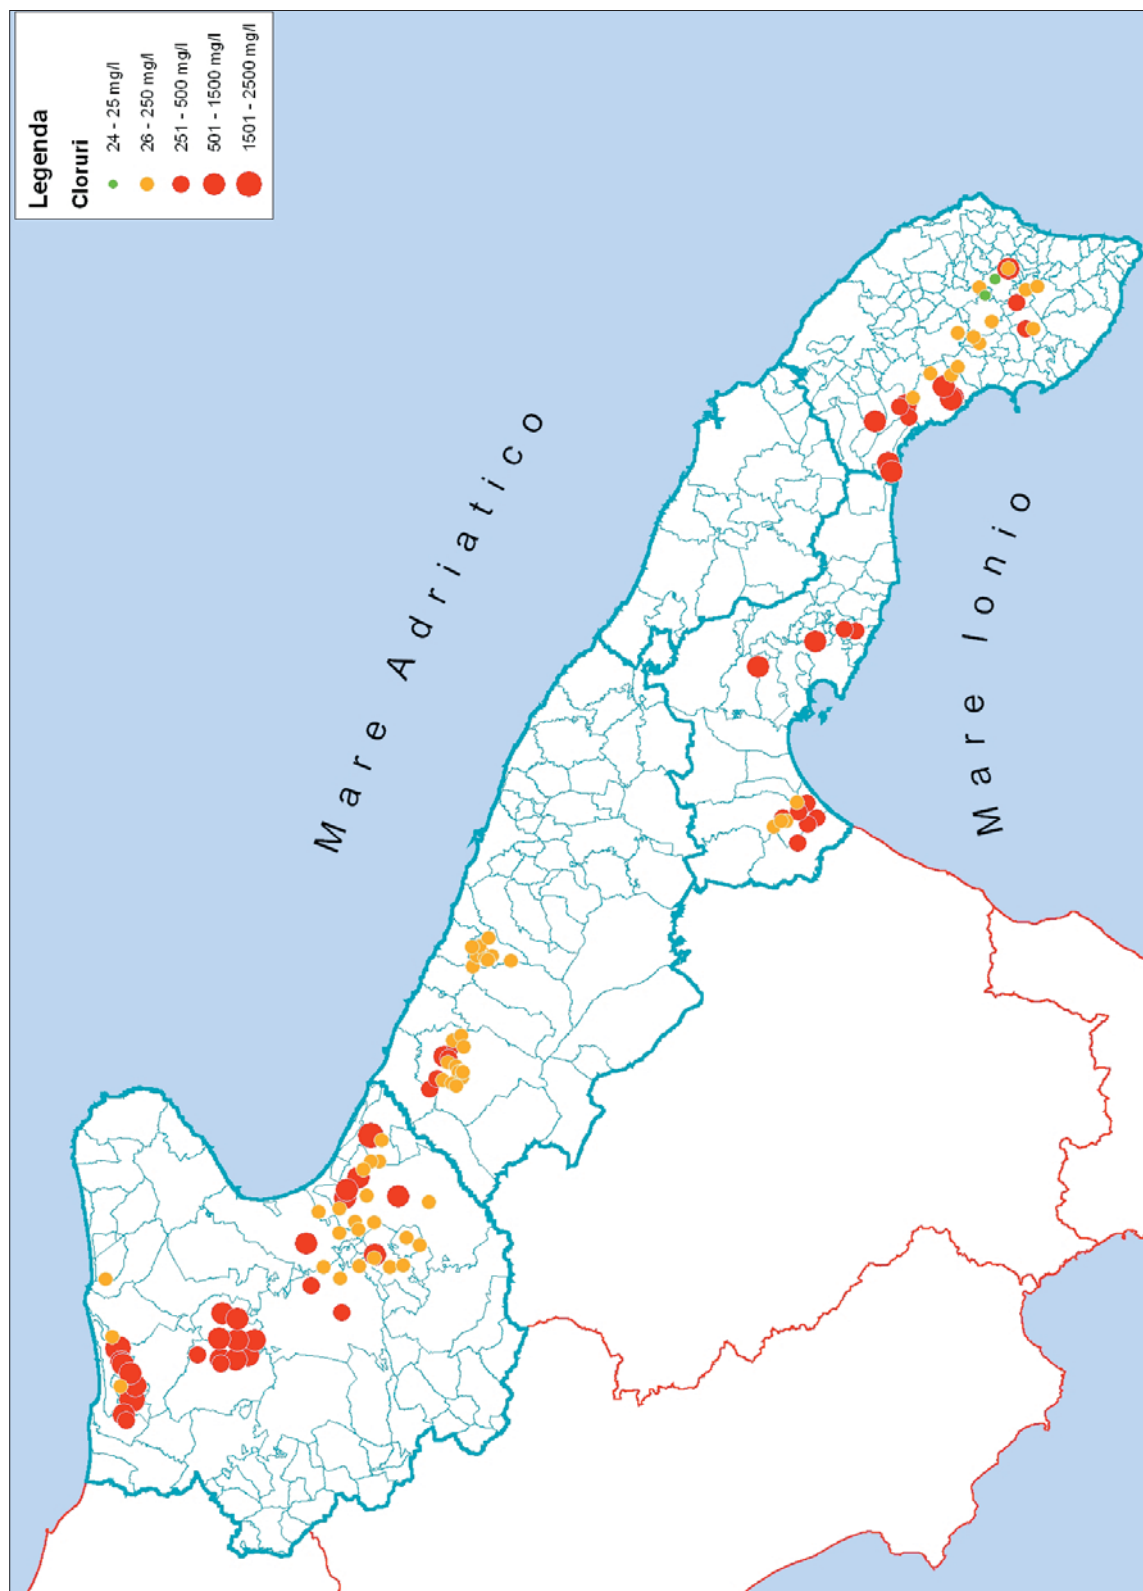 Legenda
Cloruri
24 - 25 mg/l
26 - 250 mg/l
251 - 500 mg/l
501 - 1500 mg/l
1501 - 2500 mg/l
Mare Adriatico
Mare Ionio